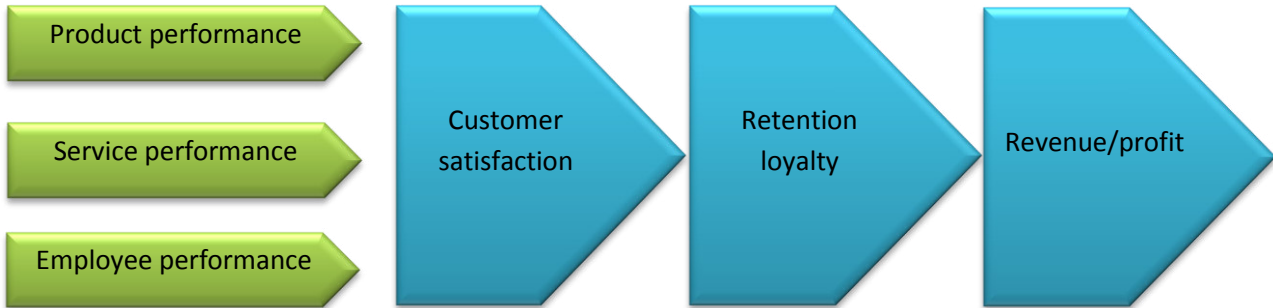 Product performance
Service performance
Employee performance
Customer
satisfaction
Retention
loyalty
Revenue/profit